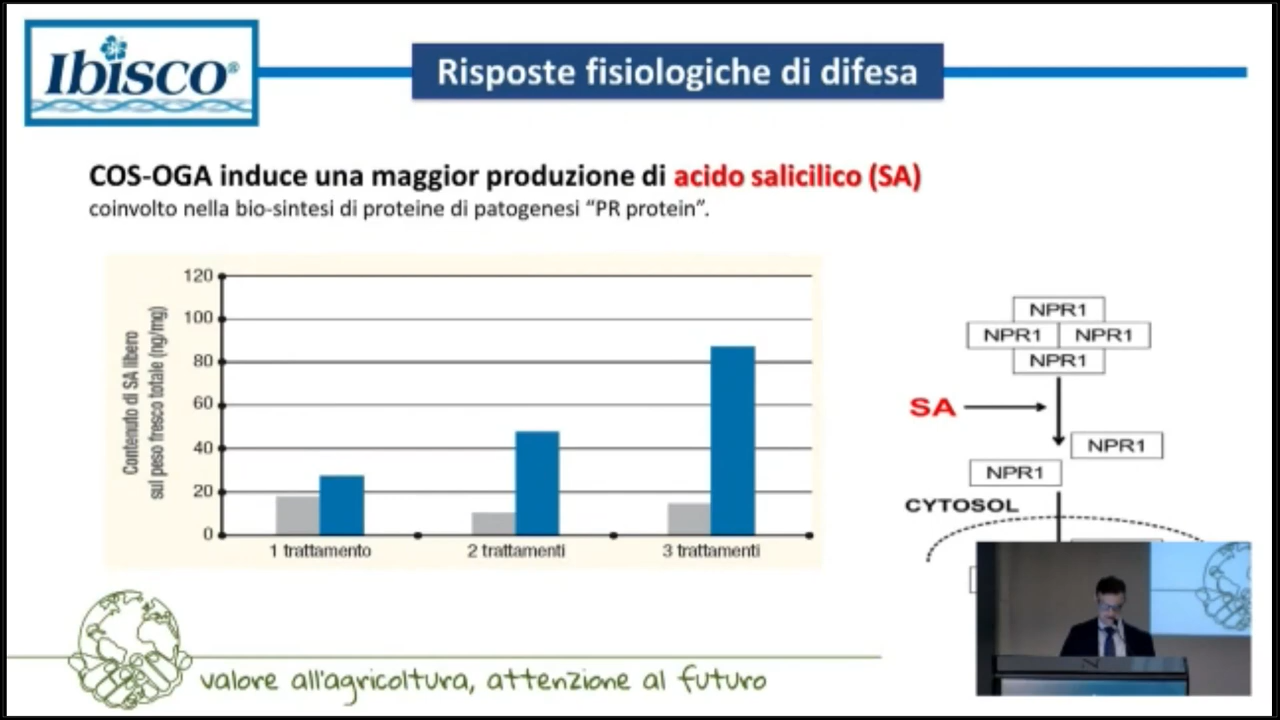 Ibisco®
Risposte fisiologiche di difesa
COS-OGA induce una maggior produzione di acido salicilico (SA)
coinvolto nella bio-sintesi di proteine di patogenesi “PR protein”.
Contenuto di SA libero
sul peso fresco totale (ng/mg)
120
100
80
60
40
20
0
1 trattamento
2 trattamenti
3 trattamenti
NPR1
NPR1 NPR1
NPR1
SA
NPR1
NPR1
CYTOSOL
valore all'agricoltura, attenzione al futuro